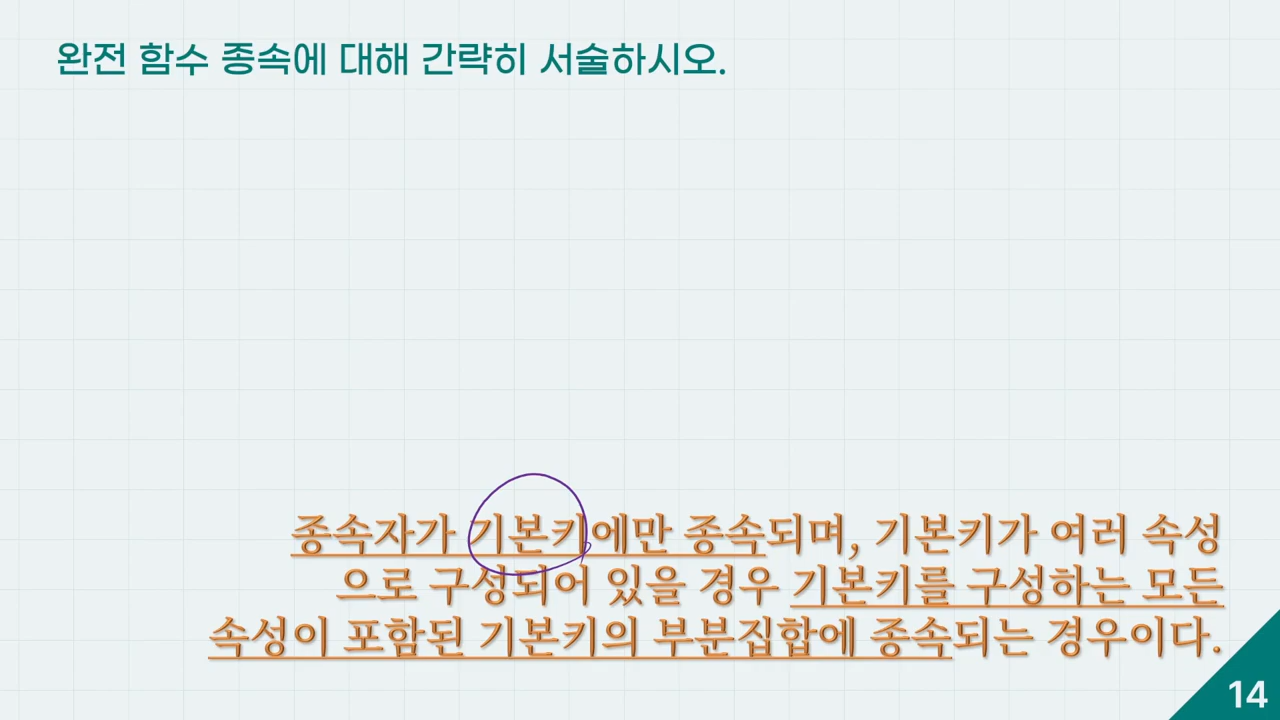 완전 함수 종속에 대해 간략히 서술하시오.
종속자가 기본키에만 종속되며, 기본키가 여러 속성
으로 구성되어 있을 경우 기본키를 구성하는 모든
속성이 포함된 기본키의 부분집합에 종속되는 경우이다.
14